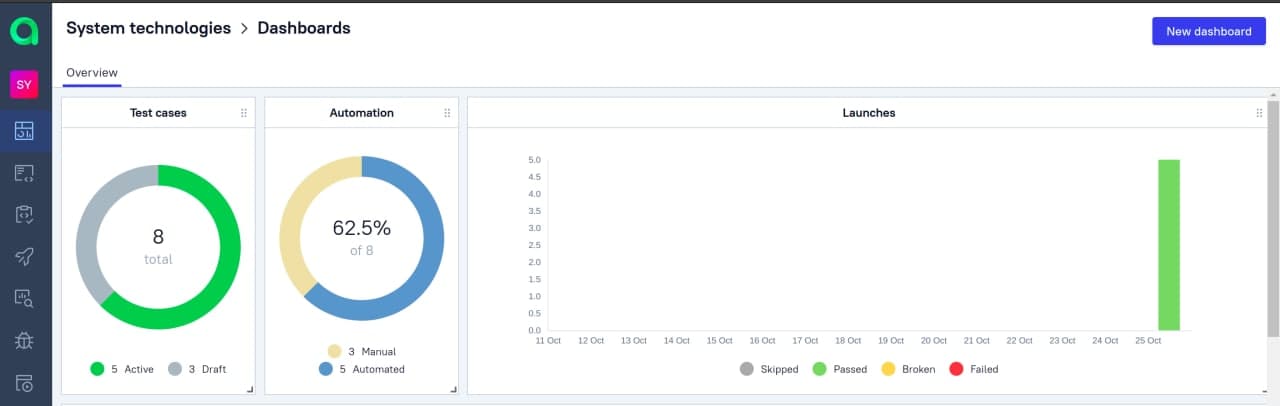 System technologies > Dashboards
New dashboard
SY
Overview
Test cases
8
total
5 Active
3 Draft
Automation
62.5%
of 8
3 Manual
5 Automated
Launches
5.0
4.5
4.0
3.5
3.0
2.5
2.0
1.5
1.0
0.5
0.0
11 Oct 12 Oct 13 Oct 14 Oct 15 Oct 16 Oct 17 Oct 18 Oct 19 Oct 20 Oct 21 Oct 22 Oct 23 Oct 24 Oct 25 Oct
Skipped Passed Broken Failed